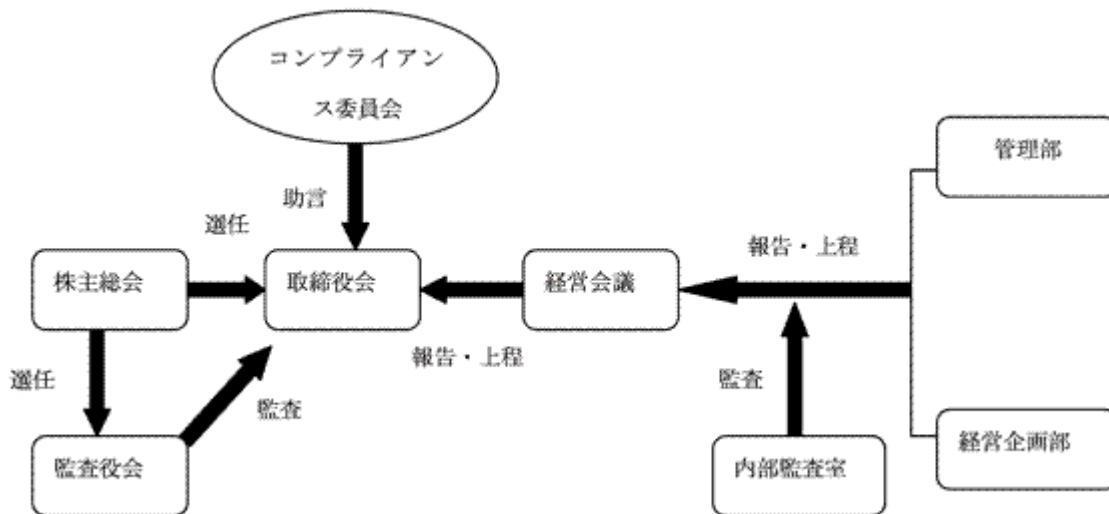 コンプライアン
ス委員会
管理部
助言
選任
報告・上程
株主総会
取締役会
経営会議
報告・上程
選任
監査
監査
監査役会
内部監査室
経営企画部